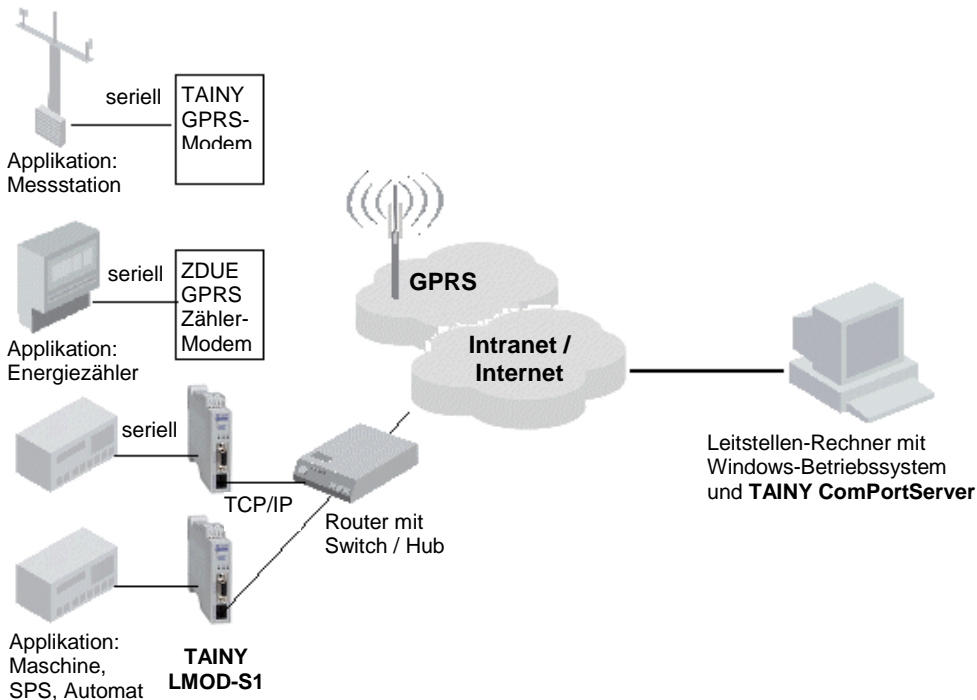 seriell
TAINY
GPRS-
Modem
Applikation:
Messstation
seriell
ZDUE
GPRS
Zähler-
Modem
Applikation:
Energiezähler
GPRS
Intranet /
Internet
seriell
TCP/IP
Router mit
Switch / Hub
Leitstellen-Rechner mit
Windows-Betriebssystem
und TAINY ComPortServer
Applikation:
Maschine,
SPS, Automat
TAINY
LMOD-S1